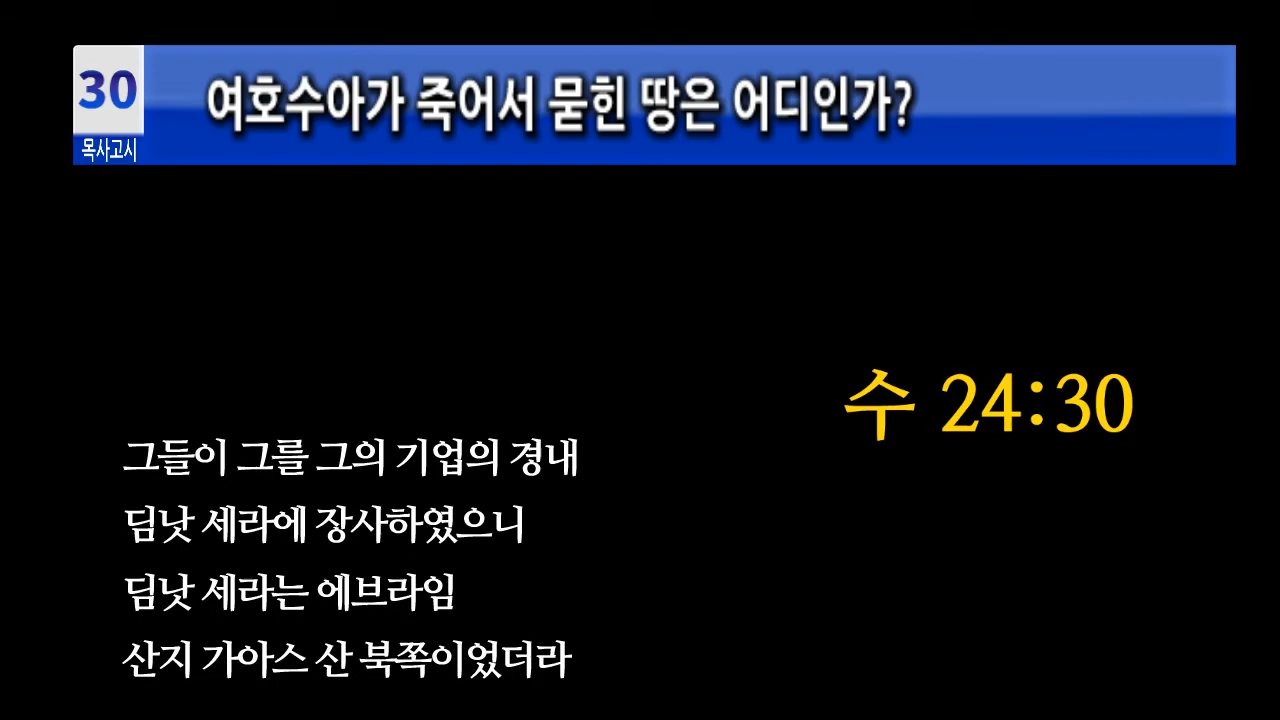 30
목사고시
여호수아가 죽어서 묻힌 땅은 어디인가?
수 24:30
그들이 그를 그의 기업의 경내
딤낫 세라에 장사하였으니
딤낫 세라는 에브라임
산지 가아스 산 북쪽이었더라